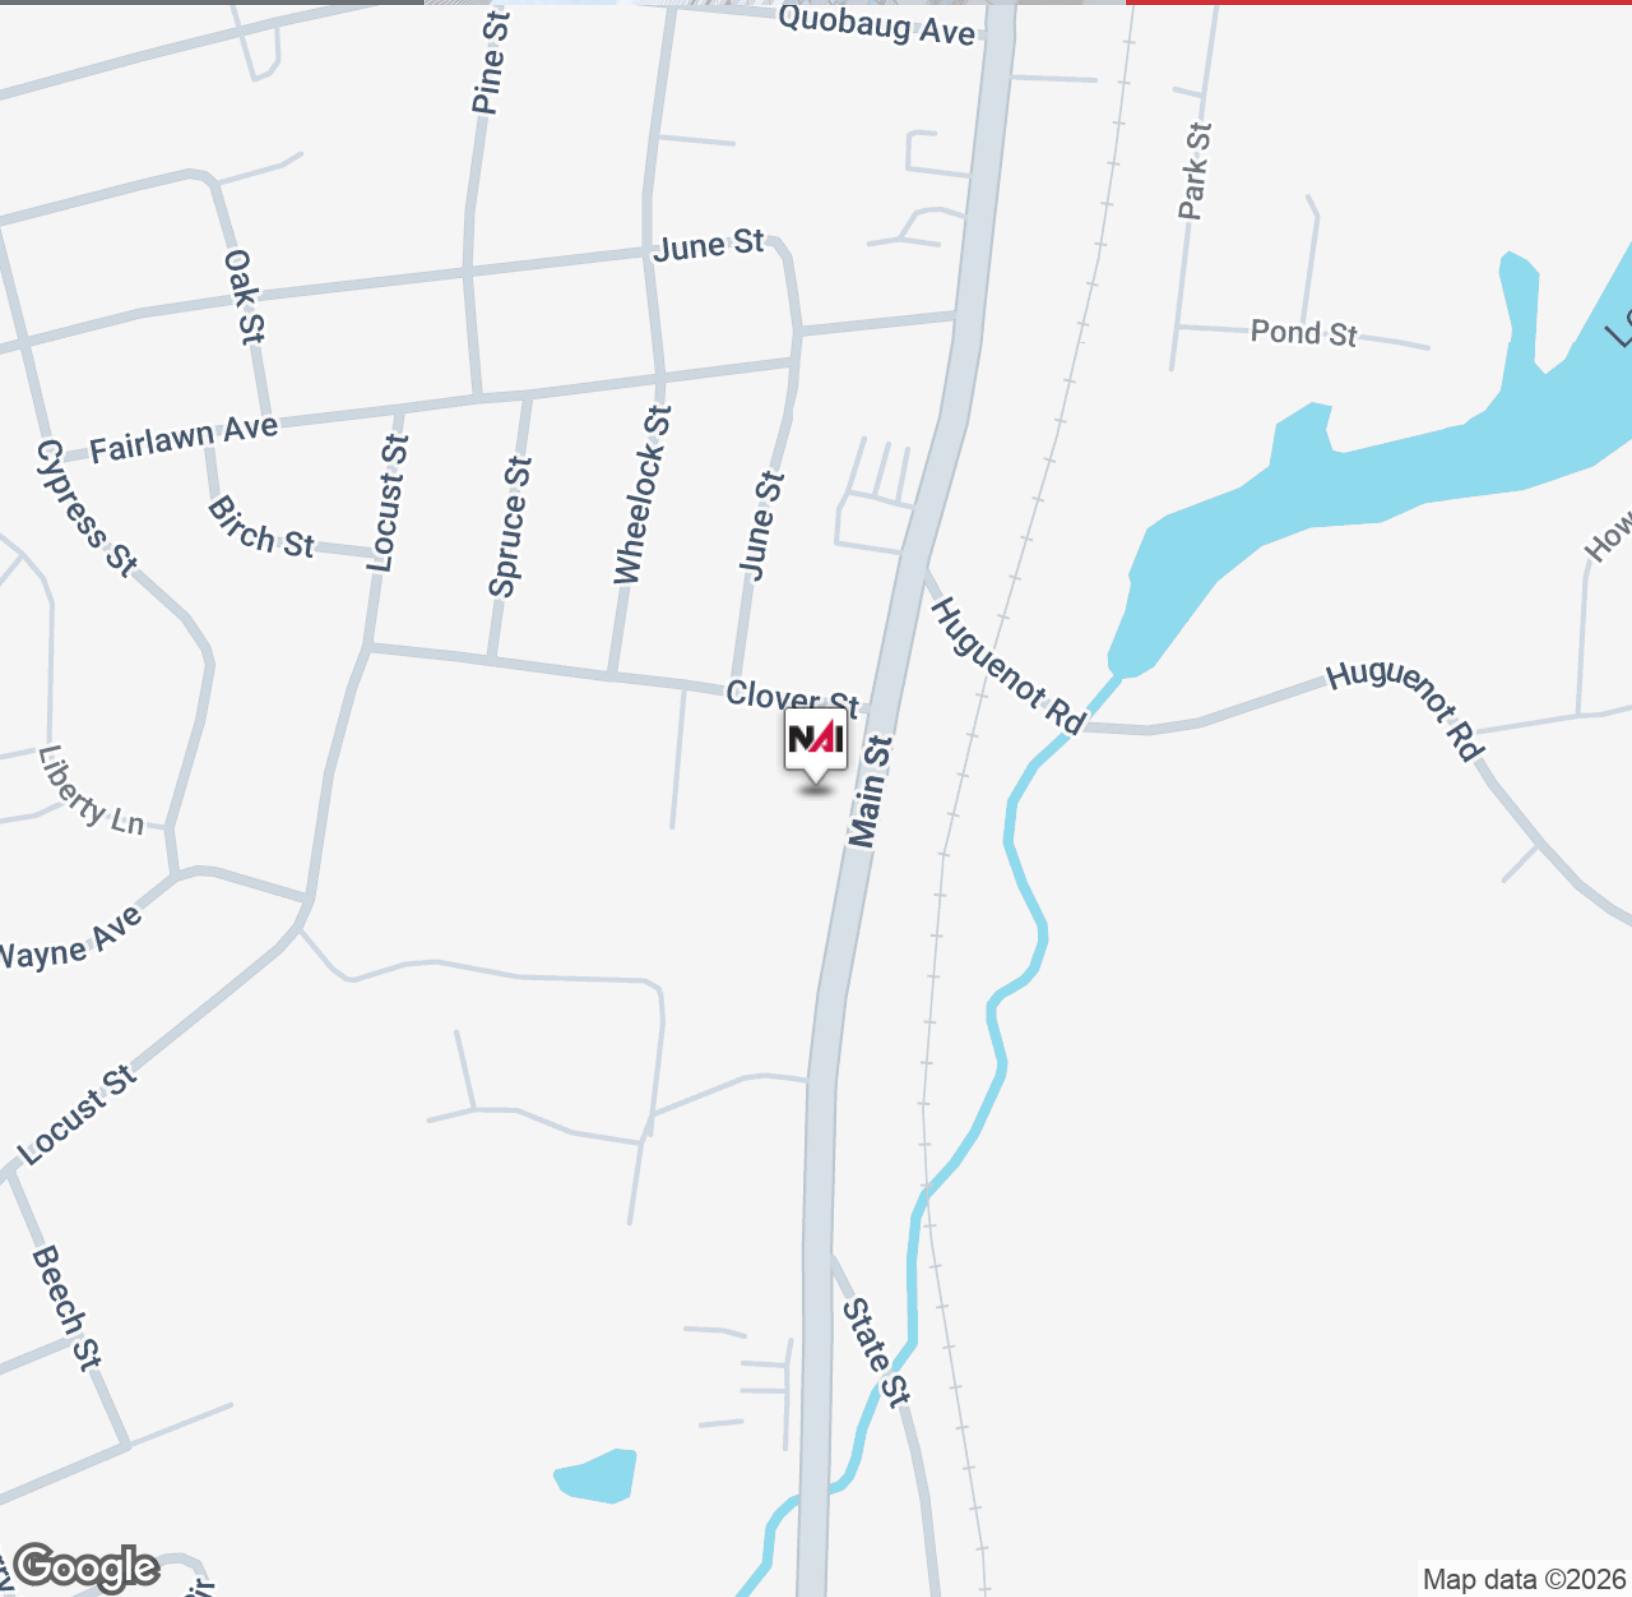 Quobaug Ave
Pine St
Park St
June St
Oak St
Pond St
Fairlawn Ave
Locust St
Cypress St
Spruce St
Wheelock St
June St
Birch St
Huguenot Rd
Huguenot Rd
Clover St
NAI
Main St
Liberty Ln
Wayne Ave
Locust St
Beech St
State St
Google
Map data ©2026